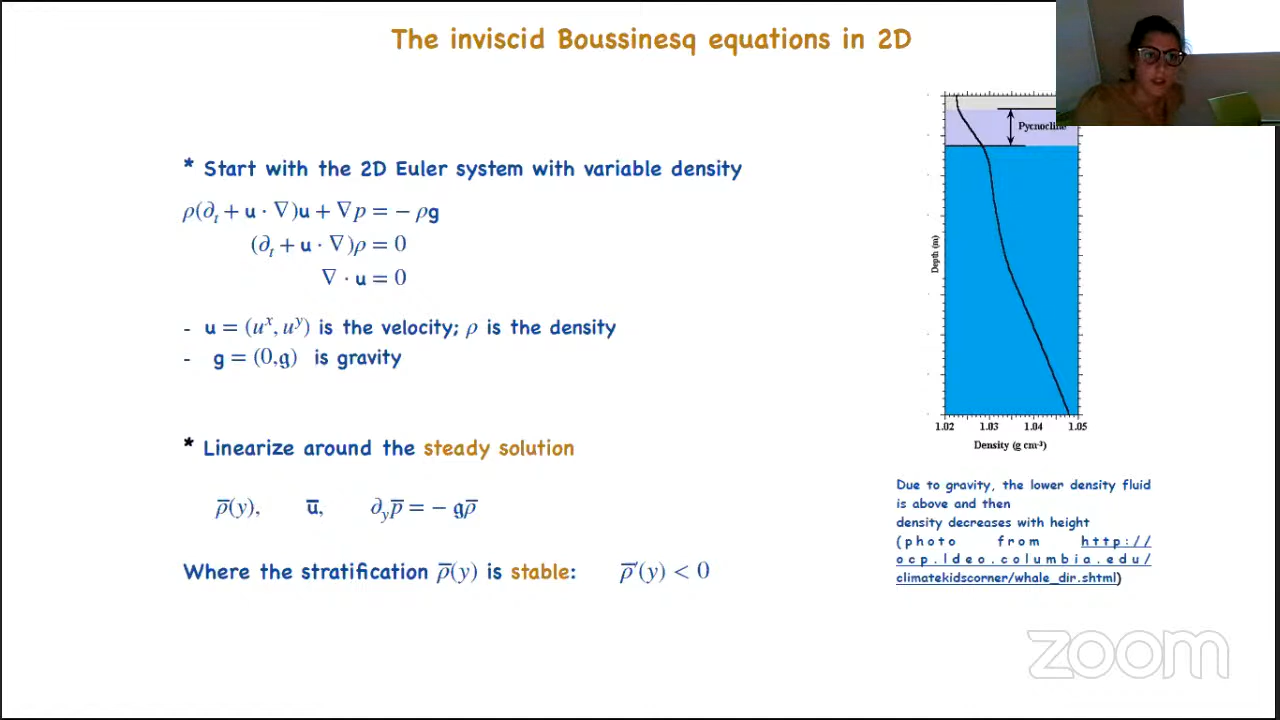 The inviscid Boussinesq equations in 2D
* Start with the 2D Euler system with variable density
ρ(∂ₜ + u · ∇)u + ∇p = − ρg
(∂ₜ + u · ∇)ρ = 0
∇ · u = 0
- u = (uˣ, uʸ) is the velocity; ρ is the density
- g = (0,𝔤) is gravity
* Linearize around the steady solution
ρ̅(y), u̅, ∂ᵧp̅ = − 𝔤ρ̅
Where the stratification ρ̅(y) is stable: ρ̅′(y) < 0
Pycnocline
Depth (m)
1.02 1.03 1.04 1.05
Density (g cm⁻³)
Due to gravity, the lower density fluid
is above and then
density decreases with height
(photo from http://
ocp.ldeo.columbia.edu/
climatekidscorner/whale_dir.shtml)
zoom